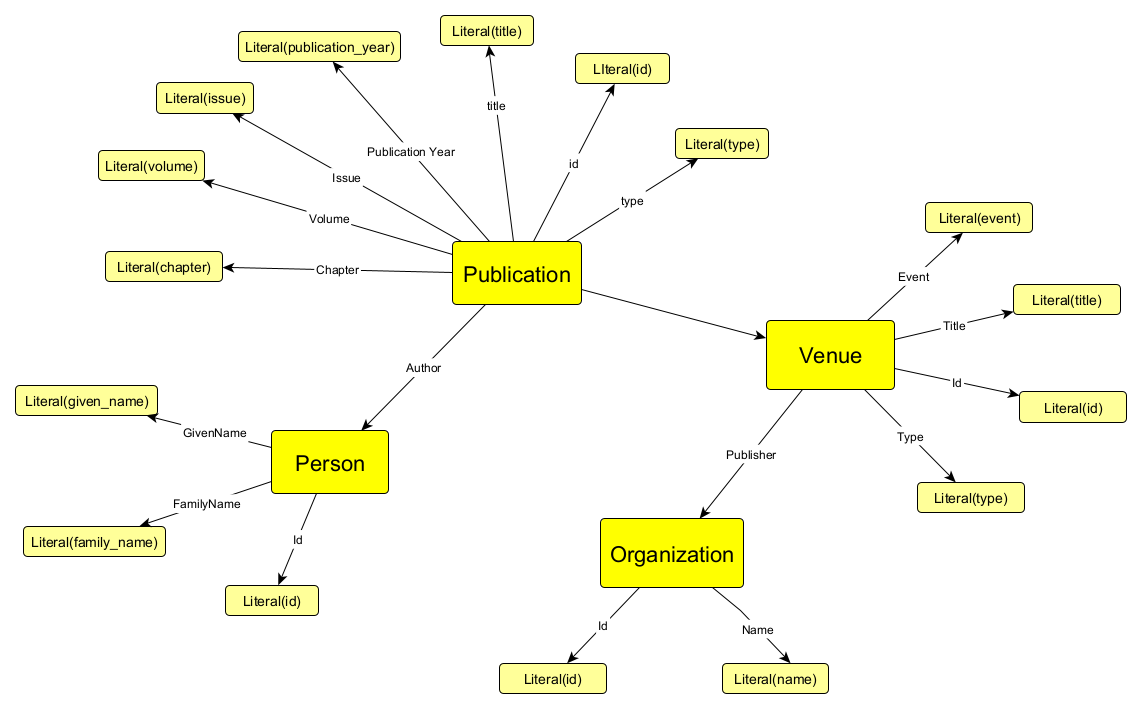 Literal(title)
Literal(publication_year)
LIteral(id)
Literal(issue)
title
Literal(type)
Publication Year
Literal(volume)
id
Issue
type
Volume
Literal(event)
Literal(chapter)
Chapter
Publication
Event
Literal(title)
Title
Venue
Author
Id
Literal(id)
Literal(given_name)
GivenName
Type
Publisher
Person
Literal(type)
FamilyName
Literal(family_name)
Id
Organization
Literal(id)
Id
Name
Literal(id)
Literal(name)